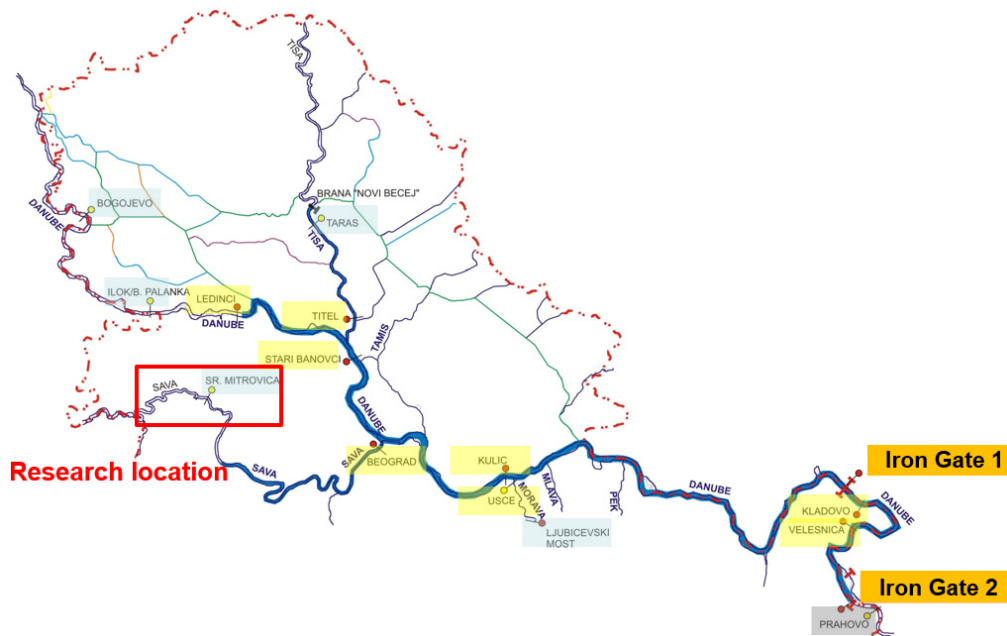 TISA
BRANA "NOVI BECEJ"
BOGOJEVO
DANUBE
TARAS
TISA
ILOK/B. PALANKA
LEDINCI
DANUBE
TITEL
TAMIS
STARI BANOVCI
SAVA
SR. MITROVICA
DANUBE
Research location
SAVA
SAVA
BEOGRAD
KULIC
USCE
MORAVA
MLAVA
PEK
LJUBICEVSKI
MOST
DANUBE
Iron Gate 1
DANUBE
KLADOVO
VELESNICA
Iron Gate 2
PRAHOVO